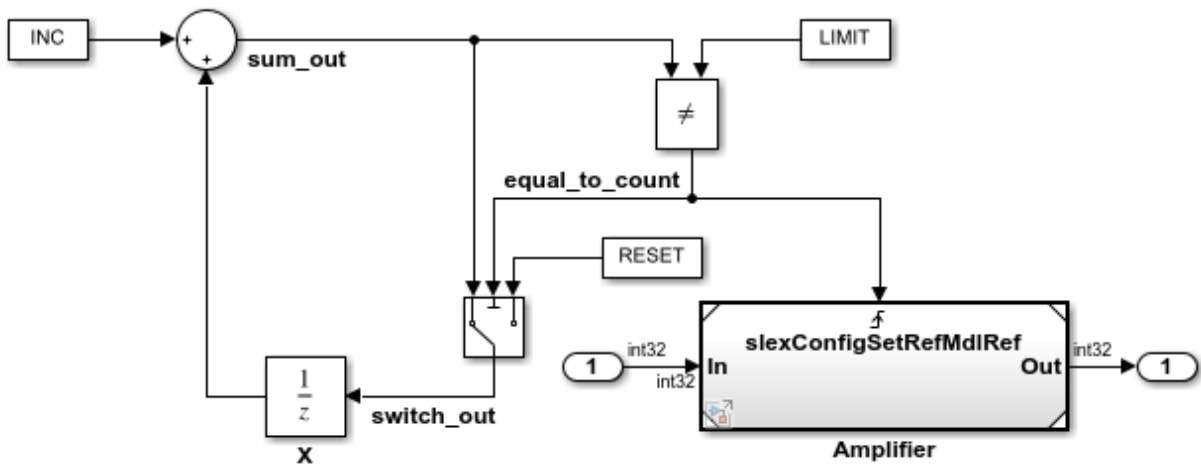 INC
+
+
sum_out
LIMIT
≠
equal_to_count
RESET
slexConfigSetRefMdlRef
1
int32
int32
In
Out
int32
1
1
z
switch_out
X
Amplifier